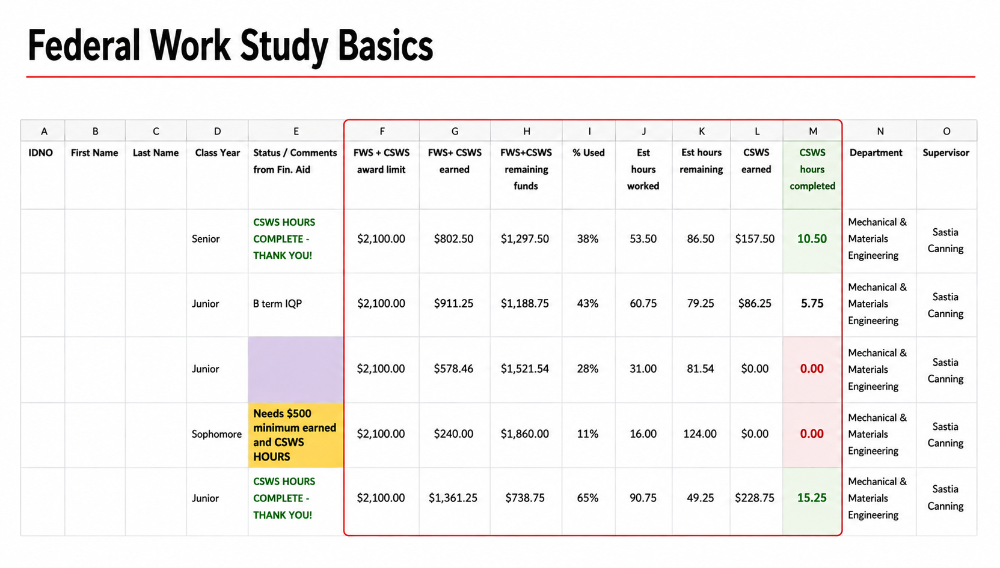 Federal Work Study Basics
A B C D E F G H I J K L M N O
IDNO First Name Last Name Class Year Status / Comments FWS + CSWS FWS+ CSWS FWS+CSWS % Used Est Est hours CSWS CSWS Department Supervisor
from Fin. Aid award limit earned remaining hours remaining earned hours
funds worked completed
CSWS HOURS Mechanical &
Senior COMPLETE - $2,100.00 $802.50 $1,297.50 38% 53.50 86.50 $157.50 10.50 Materials Sastia
THANK YOU! Engineering Canning
Mechanical &
Junior B term IQP $2,100.00 $911.25 $1,188.75 43% 60.75 79.25 $86.25 5.75 Materials Sastia
Engineering Canning
Mechanical &
Junior $2,100.00 $578.46 $1,521.54 28% 31.00 81.54 $0.00 0.00 Materials Sastia
Engineering Canning
Needs $500 Mechanical &
minimum earned
Sophomore and CSWS $2,100.00 $240.00 $1,860.00 11% 16.00 124.00 $0.00 0.00 Materials Sastia
HOURS Engineering Canning
CSWS HOURS Mechanical &
Junior COMPLETE - $2,100.00 $1,361.25 $738.75 65% 90.75 49.25 $228.75 15.25 Materials Sastia
THANK YOU! Engineering Canning